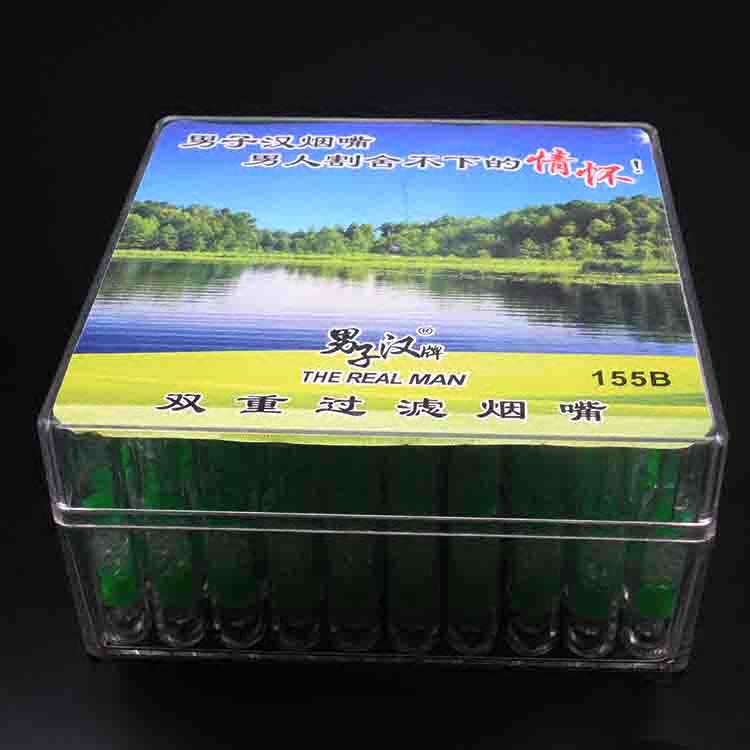 男子汉烟嘴
男人割舍不下的情怀!
男子汉牌®
THE REAL MAN
155B
双重过滤烟嘴